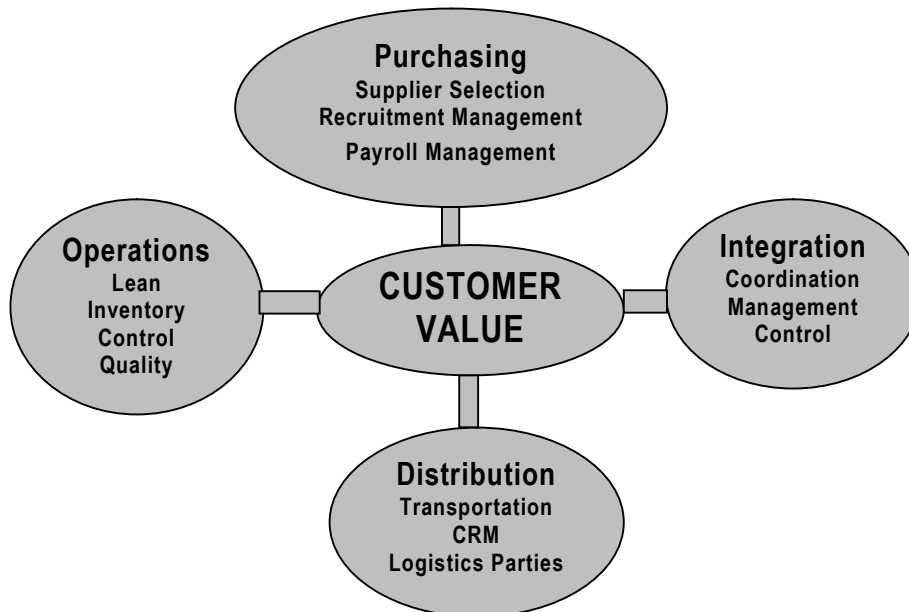 Purchasing
Supplier Selection
Recruitment Management
Payroll Management
Operations
Lean
Inventory
Control
Quality
CUSTOMER
VALUE
Integration
Coordination
Management
Control
Distribution
Transportation
CRM
Logistics Parties